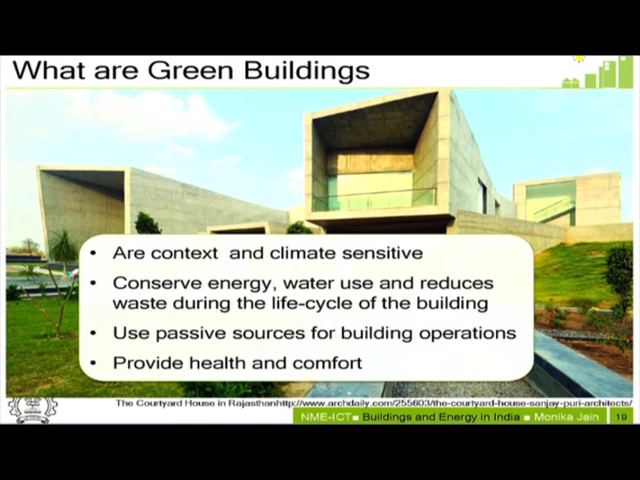 What are Green Buildings
• Are context and climate sensitive
• Conserve energy, water use and reduces
waste during the life-cycle of the building
• Use passive sources for building operations
• Provide health and comfort
The Courtyard House in Rajasthanhttp://www.archdaily.com/255603/the-courtyard-house-sanjay-puri-architects/
NME-ICT■ Buildings and Energy in India ■ Monika Jain 19